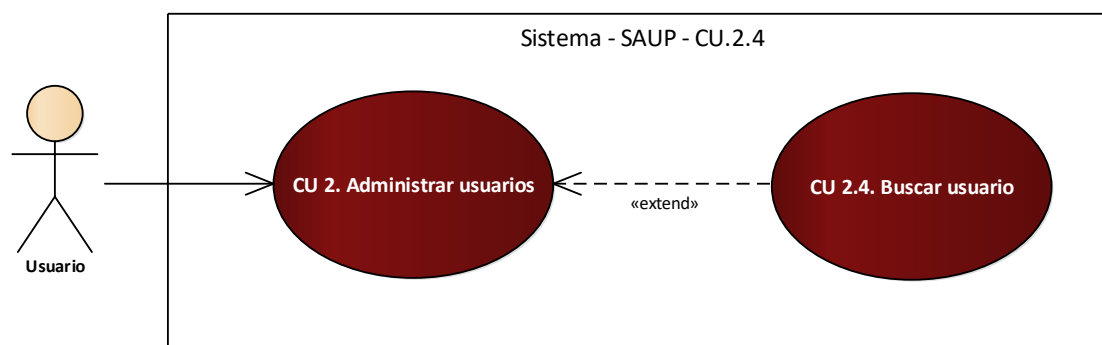 Sistema - SAUP - CU.2.4
CU 2. Administrar usuarios
«extend»
CU 2.4. Buscar usuario
Usuario